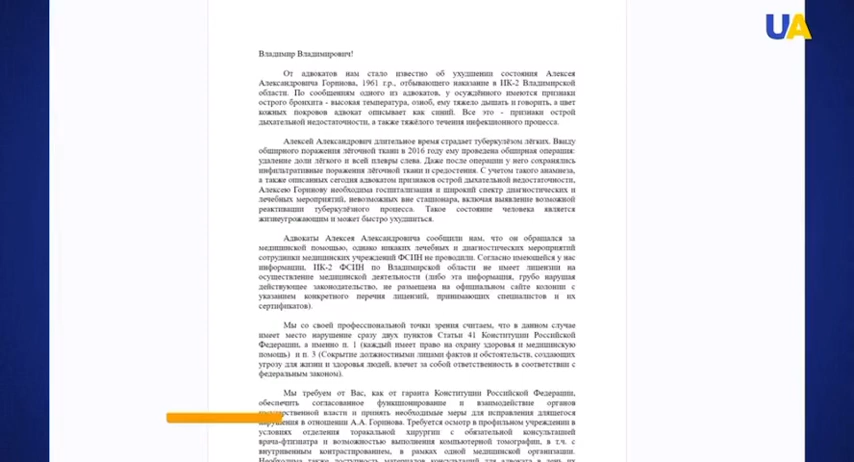 UA
Владимир Владимирович!
От адвокатов нам стало известно об ухудшении состояния Алексея
Александровича Горинова, 1961 г.р., отбывающего наказание в ИК-2 Владимирской
области. По сообщениям одного из адвокатов, у осуждённого имеются признаки
острого бронхита - высокая температура, озноб, ему тяжело дышать и говорить, а цвет
кожных покровов адвокат описывает как синий. Все это - признаки острой
дыхательной недостаточности, а также тяжёлого течения инфекционного процесса.
Алексей Александрович длительное время страдает туберкулёзом лёгких. Ввиду
обширного поражения лёгочной ткани в 2016 году ему проведена обширная операция:
удаление доли лёгкого и всей плевры слева. Даже после операции у него сохранялись
инфильтративные поражения лёгочной ткани и средостения. С учетом такого анамнеза,
а также описанных сегодня адвокатом признаков острой дыхательной недостаточности,
Алексею Горинову необходима госпитализация и широкий спектр диагностических и
лечебных мероприятий, невозможных вне стационара, включая выявление возможной
реактивации туберкулёзного процесса. Такое состояние человека является
жизнеугрожающим и может быстро ухудшиться.
Адвокаты Алексея Александровича сообщили нам, что он обращался за
медицинской помощью, однако никаких лечебных и диагностических мероприятий
сотрудники медицинских учреждений ФСИН не проводили. Согласно имеющейся у нас
информации, ИК-2 ФСИН по Владимирской области не имеет лицензии на
осуществление медицинской деятельности (либо эта информация, грубо нарушая
действующее законодательство, не размещена на официальном сайте колонии с
указанием конкретного перечня лицензий, принимающих специалистов и их
сертификатов).
Мы со своей профессиональной точки зрения считаем, что в данном случае
имеет место нарушение сразу двух пунктов Статьи 41 Конституции Российской
Федерации, а именно п. 1 (каждый имеет право на охрану здоровья и медицинскую
помощь) и п. 3 (Сокрытие должностными лицами фактов и обстоятельств, создающих
угрозу для жизни и здоровья людей, влечет за собой ответственность в соответствии с
федеральным законом).
Мы требуем от Вас, как от гаранта Конституции Российской Федерации,
обеспечить согласованное функционирование и взаимодействие органов
власти и принять необходимые меры для исправления длящегося
в отношении А.А. Горинова. Требуется осмотр в профильном учреждении в
условиях отделения торакальной хирургии с обязательной консультацией
врача-фтизиатра и возможностью выполнения компьютерной томографии, в т.ч. с
внутривенным контрастированием, в рамках одной медицинской организации.
Необходима также доступность материалов консультаций для адвоката в день их